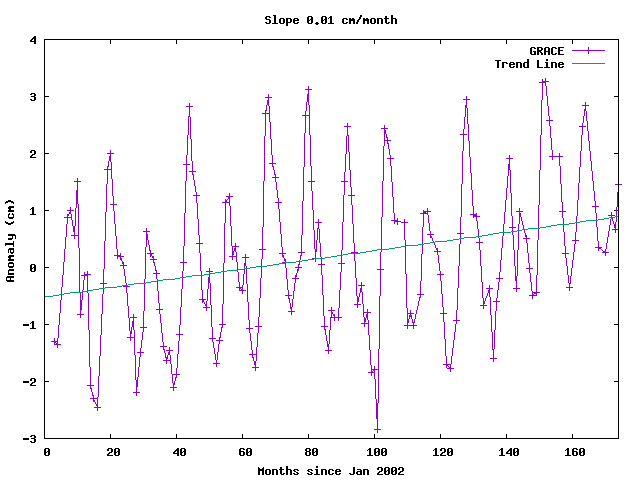 Slope 0.01 cm/month
GRACE
Trend Line
4
3
2
1
0
-1
-2
-3
Anomaly (cm)
0 20 40 60 80 100 120 140 160
Months since Jan 2002